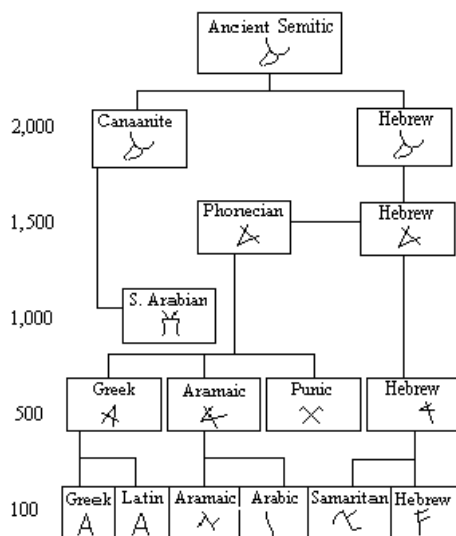 Ancient Semitic
2,000
Canaanite
Hebrew
1,500
Phonecian
Hebrew
S. Arabian
1,000
Greek
Aramaic
Punic
Hebrew
500
Greek
Latin
Aramaic
Arabic
Samaritan
Hebrew
100
A
A